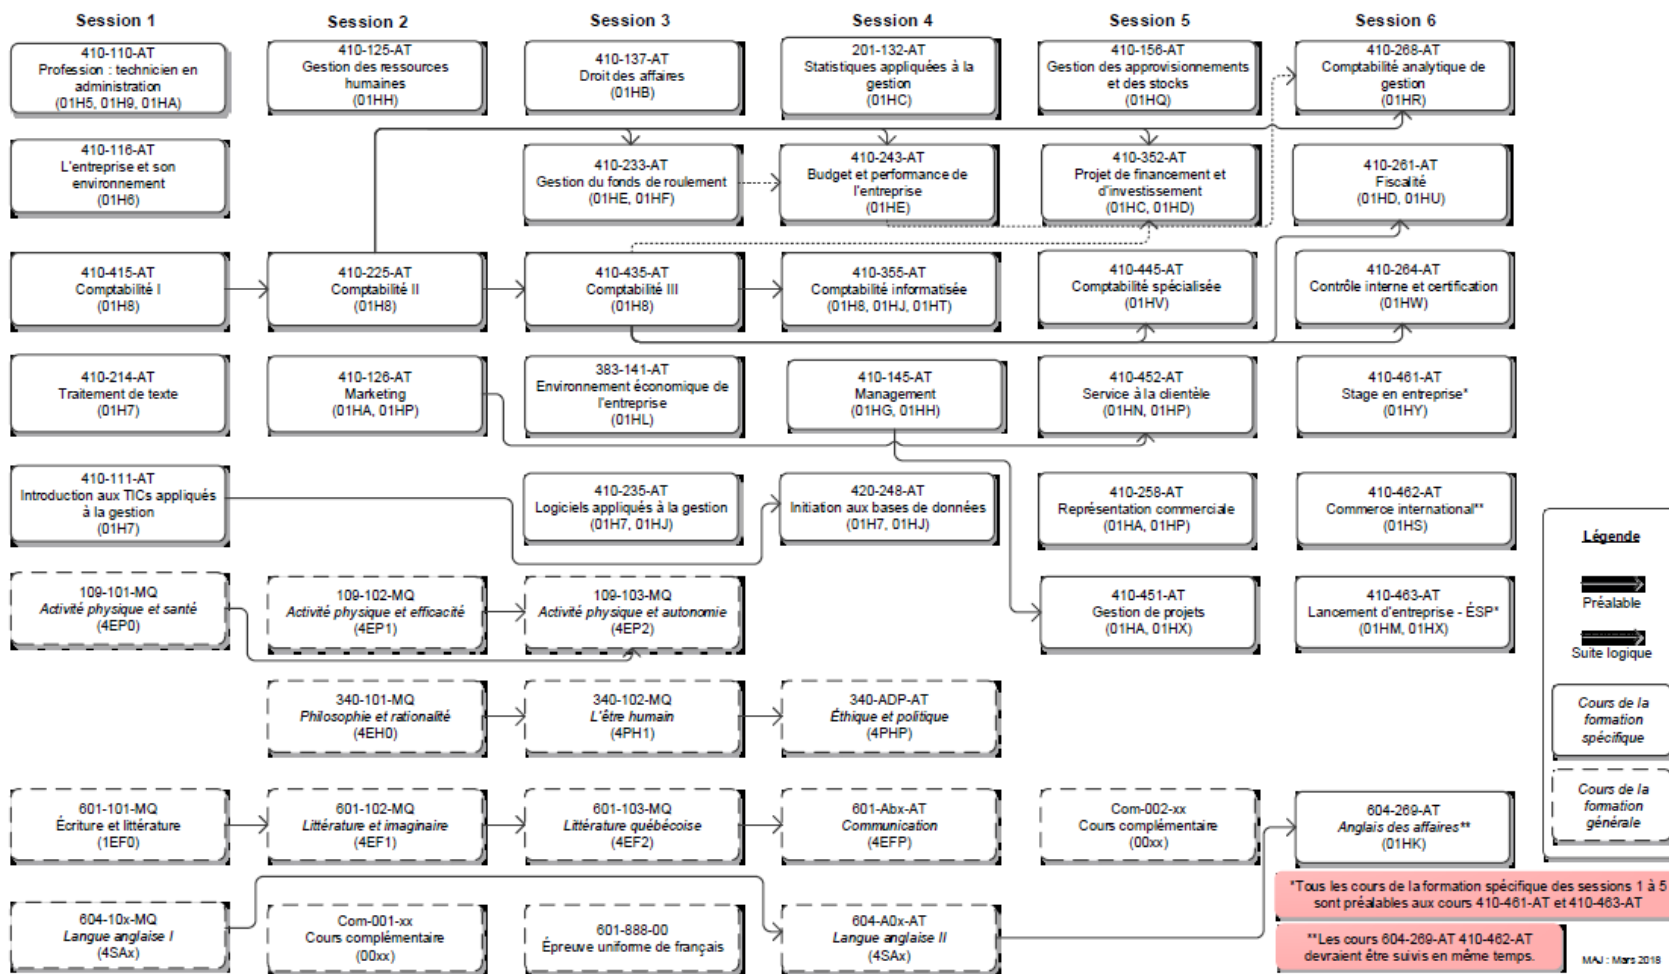 Session 1
410-110-AT
Profession : technicien en
administration
(01H5, 01H9, 01HA)
410-116-AT
L'entreprise et son
environnement
(01H6)
410-415-AT
Comptabilité I
(01H8)
410-214-AT
Traitement de texte
(01H7)
410-111-AT
Introduction aux TICs appliqués
à la gestion
(01H7)
109-101-MQ
Activité physique et santé
(4EP0)
601-101-MQ
Écriture et littérature
(1EF0)
604-10x-MQ
Langue anglaise I
(4SAx)
Session 2
410-125-AT
Gestion des ressources
humaines
(01HH)
410-225-AT
Comptabilité II
(01H8)
410-126-AT
Marketing
(01HA, 01HP)
109-102-MQ
Activité physique et efficacité
(4EP1)
340-101-MQ
Philosophie et rationalité
(4EH0)
601-102-MQ
Littérature et imaginaire
(4EF1)
Com-001-xx
Cours complémentaire
(00xx)
Session 3
410-137-AT
Droit des affaires
(01HB)
410-233-AT
Gestion du fonds de roulement
(01HE, 01HF)
410-435-AT
Comptabilité III
(01H8)
383-141-AT
Environnement économique de
l'entreprise
(01HL)
410-235-AT
Logiciels appliqués à la gestion
(01H7, 01HJ)
109-103-MQ
Activité physique et autonomie
(4EP2)
340-102-MQ
L'être humain
(4PH1)
601-103-MQ
Littérature québécoise
(4EF2)
601-888-00
Épreuve uniforme de français
Session 4
201-132-AT
Statistiques appliquées à la
gestion
(01HC)
410-243-AT
Budget et performance de
l'entreprise
(01HE)
410-355-AT
Comptabilité informatisée
(01H8, 01HJ, 01HT)
410-145-AT
Management
(01HG, 01HH)
420-248-AT
Initiation aux bases de données
(01H7, 01HJ)
340-ADP-AT
Éthique et politique
(4PHP)
601-Abx-AT
Communication
(4EFP)
604-A0x-AT
Langue anglaise II
(4SAx)
Session 5
410-156-AT
Gestion des approvisionnements
et des stocks
(01HQ)
410-352-AT
Projet de financement et
d'investissement
(01HC, 01HD)
410-445-AT
Comptabilité spécialisée
(01HV)
410-452-AT
Service à la clientèle
(01HN, 01HP)
410-258-AT
Représentation commerciale
(01HA, 01HP)
410-451-AT
Gestion de projets
(01HA, 01HX)
Com-002-xx
Cours complémentaire
(00xx)
Session 6
410-268-AT
Comptabilité analytique de
gestion
(01HR)
410-261-AT
Fiscalité
(01HD, 01HU)
410-264-AT
Contrôle interne et certification
(01HW)
410-461-AT
Stage en entreprise*
(01HY)
410-462-AT
Commerce international**
(01HS)
410-463-AT
Lancement d'entreprise - ÉSP*
(01HM, 01HX)
604-269-AT
Anglais des affaires**
(01HK)
Légende
Préalable
Suite logique
Cours de la
formation
spécifique
Cours de la
formation
générale
*Tous les cours de la formation spécifique des sessions 1 à 5
sont préalables aux cours 410-461-AT et 410-463-AT
**Les cours 604-269-AT 410-462-AT
devraient être suivis en même temps.
MAJ : Mars 2018